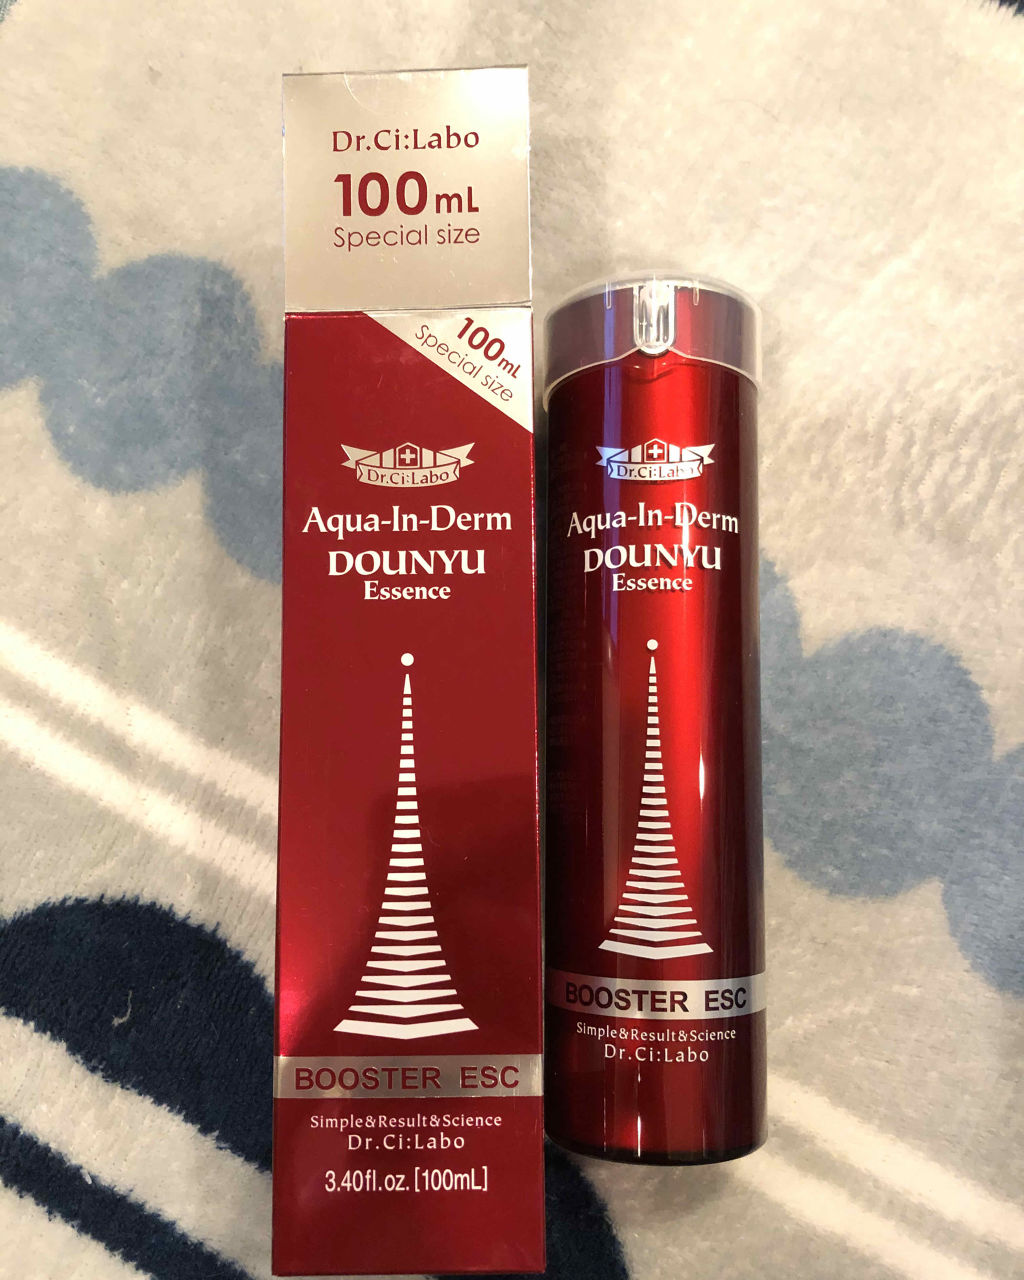 Dr.Ci:Labo
100mL
Special size
100mL
Special size
Dr.Ci:Labo
Aqua-In-Derm
DOUNYU
Essence
BOOSTER ESC
Simple&Result&Science
Dr.Ci:Labo
3.40fl.oz.[100mL]
Dr.Ci:Labo
Aqua-In-Derm
DOUNYU
Essence
BOOSTER ESC
Simple&Result&Science
Dr.Ci:Labo